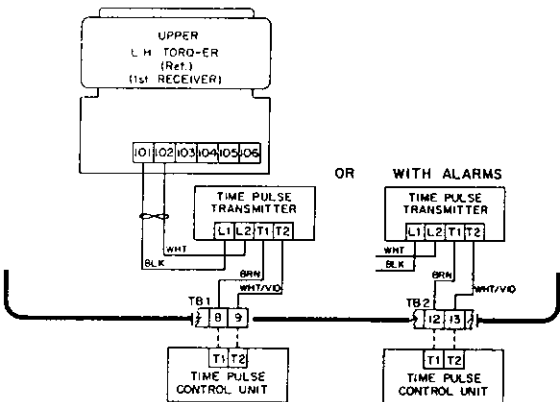 UPPER
L H TORQ-ER
(Ref.)
(1st RECEIVER)
101 102 103 104 105 106
OR WITH ALARMS
TIME PULSE
TRANSMITTER
L1 L2 T1 T2
WHT
BLK
BRN
WHT/VIO
TB1
8 9
T1 T2
TIME PULSE
CONTROL UNIT
TIME PULSE
TRANSMITTER
L1 L2 T1 T2
WHT
BLK
BRN
WHT/VIO
TB2
12 13
T1 T2
TIME PULSE
CONTROL UNIT